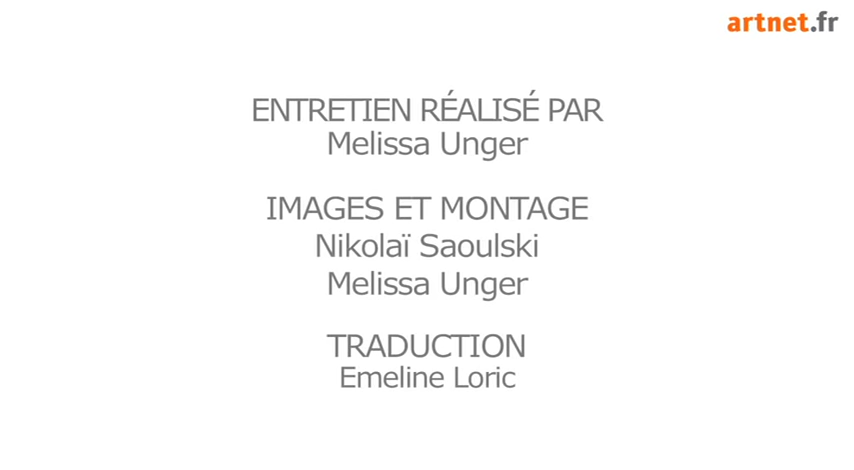 artnet.fr
ENTRETIEN RÉALISÉ PAR
Melissa Unger
IMAGES ET MONTAGE
Nikolaï Saoulski
Melissa Unger
TRADUCTION
Emeline Loric